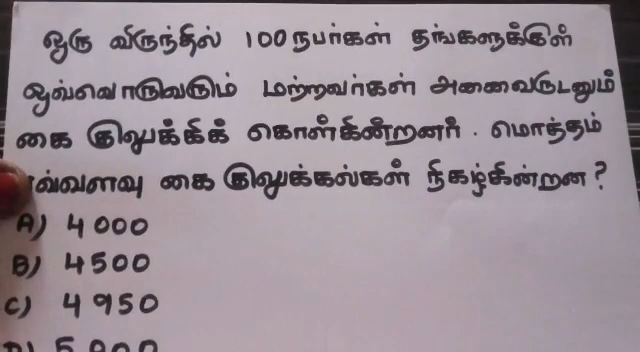 ஒரு விருந்தில் 100 நபர்கள் தங்களுக்குள்
ஒவ்வொருவரும் மற்றவர்கள் அனைவருடனும்
கை குலுக்கிக் கொள்கின்றனர். மொத்தம்
எவ்வளவு கை குலுக்கல்கள் நிகழ்கின்றன?
A) 4000
B) 4500
C) 4950
D) 5000